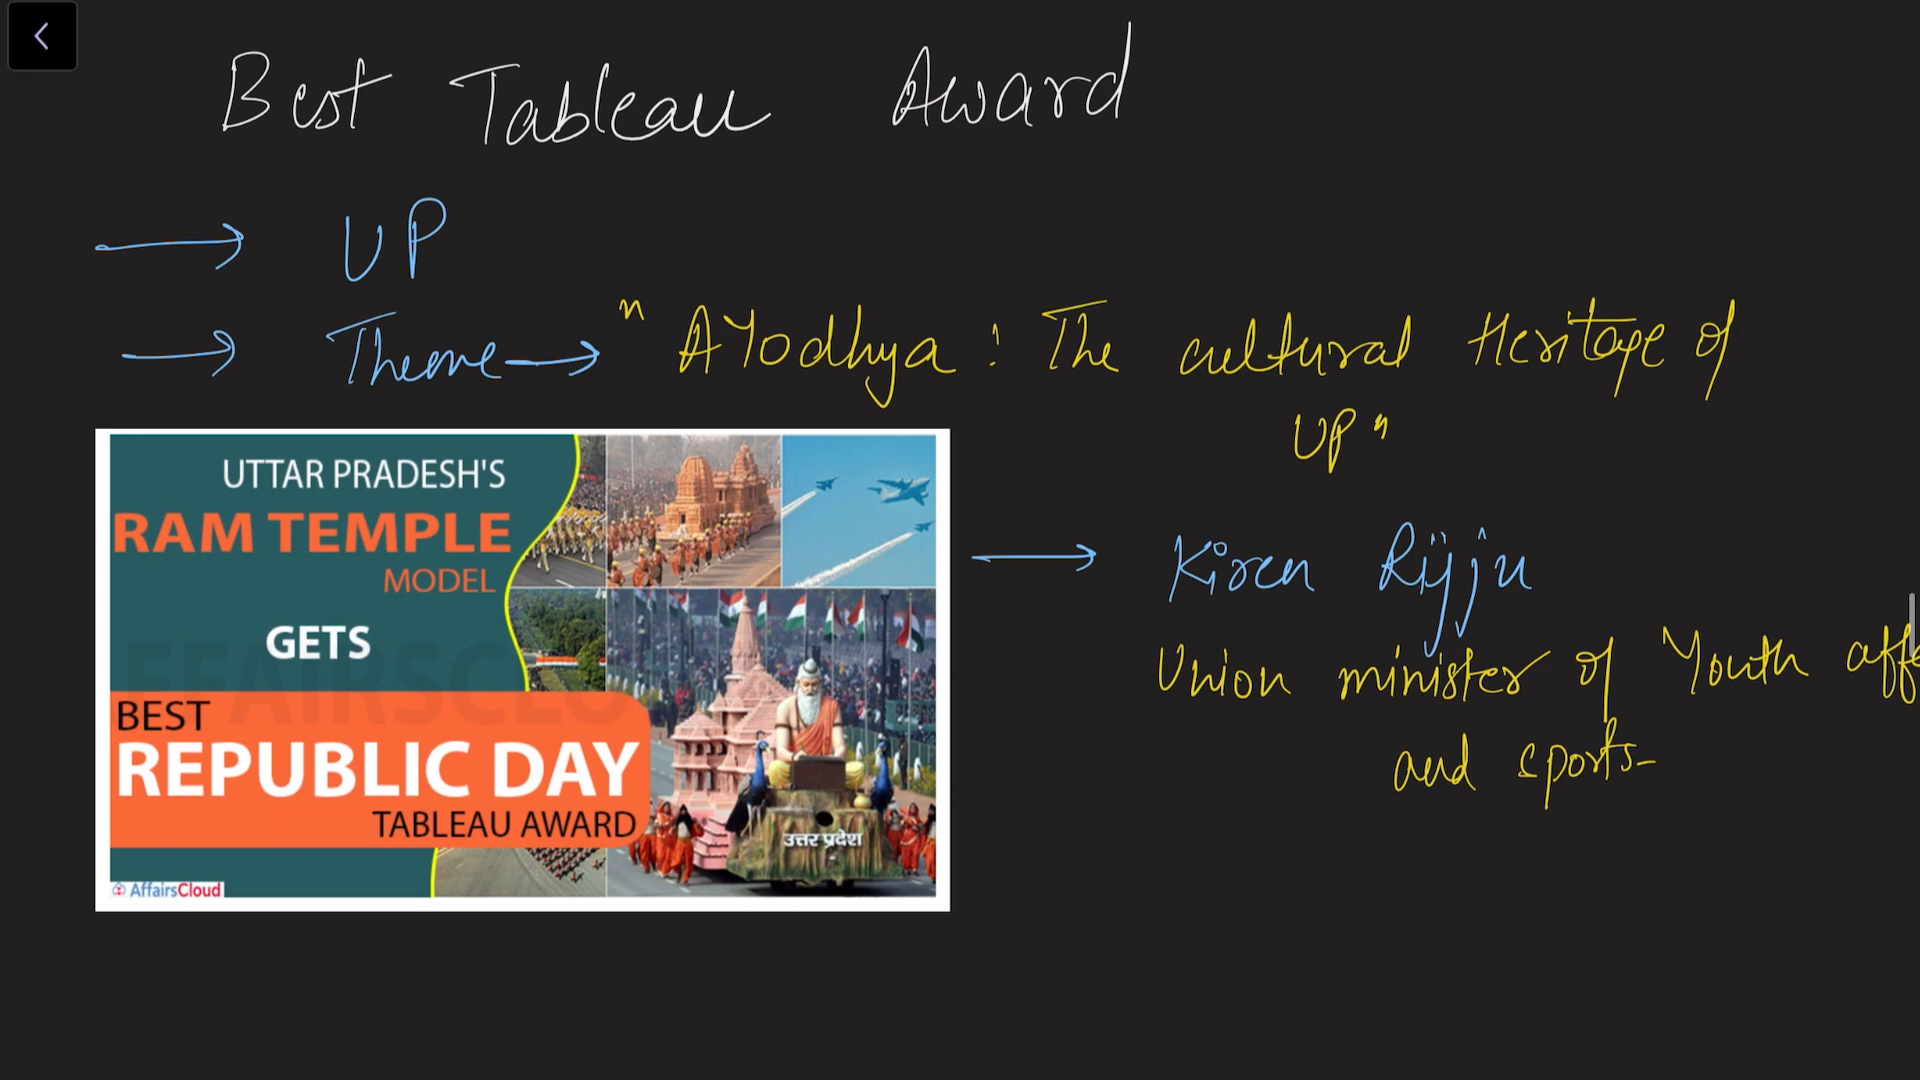 Best Tableau Award
→ UP
→ Theme → " AYodhya : The cultural Heritage of
UP"
UTTAR PRADESH'S
RAM TEMPLE
MODEL
GETS
BEST
REPUBLIC DAY
TABLEAU AWARD
उत्तर प्रदेश
AffairsCloud
→ Kiren Rijju
Union minister of Youth aff
and sports-